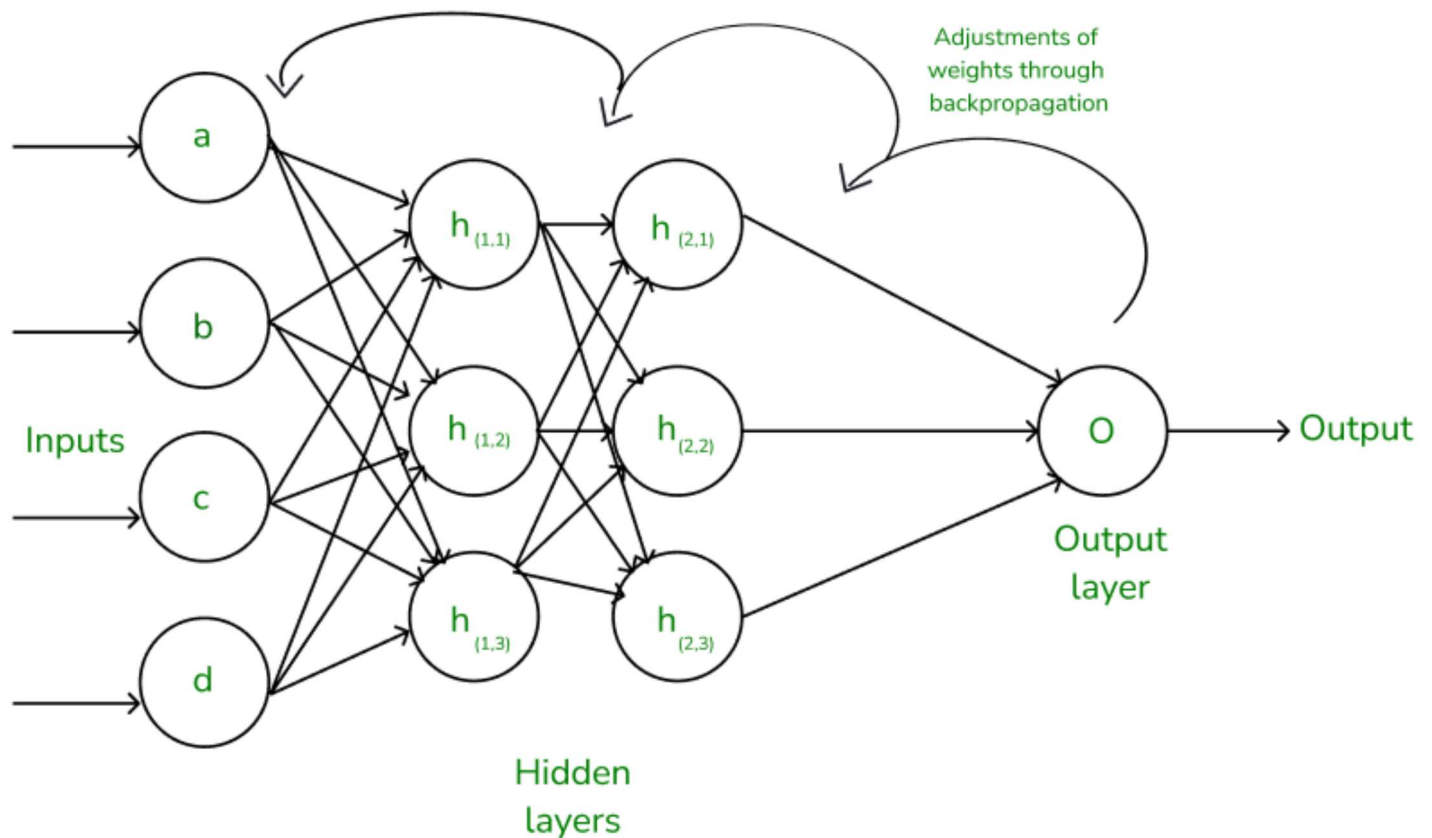 Adjustments of
weights through
backpropagation
a
h (1,1)
h (2,1)
b
Inputs
h (1,2)
h (2,2)
O
Output
c
Output
layer
h (1,3)
h (2,3)
d
Hidden
layers